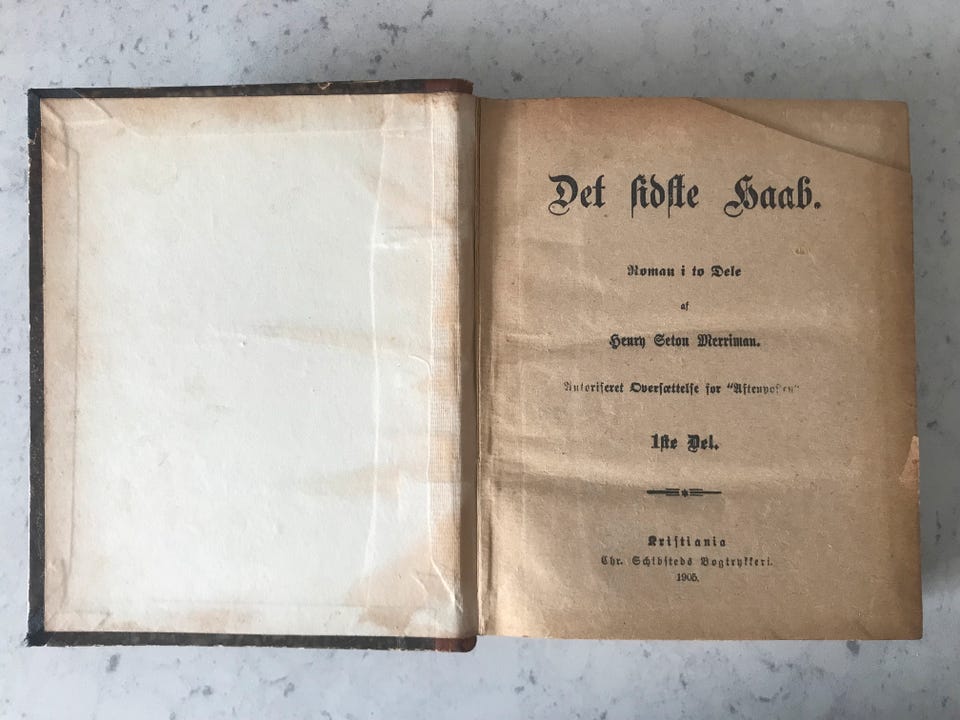 Det sidste Haab.
Roman i to Dele
af
Henry Seton Merriman.
Autoriseret Oversættelse for "Aftenposten"
1ste Del.
Kristiania
Chr. Schibsteds Bogtrykkeri.
1905.